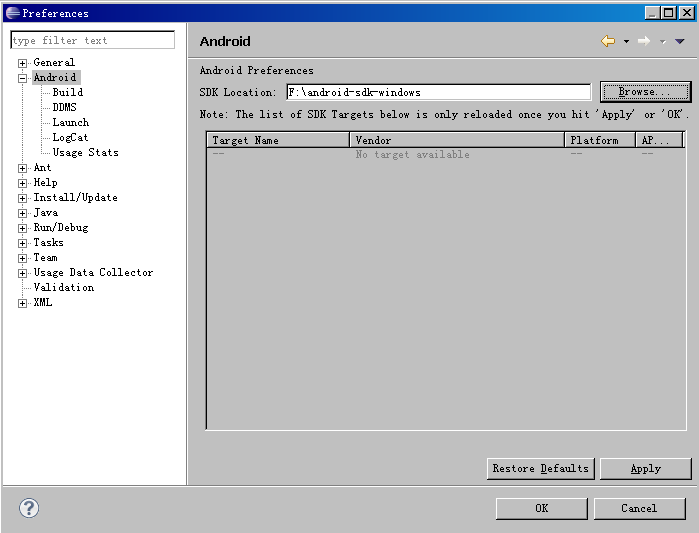 Preferences
type filter text
General
Android
Build
DDMS
Launch
LogCat
Usage Stats
Ant
Help
Install/Update
Java
Run/Debug
Tasks
Team
Usage Data Collector
Validation
XML
Android
Android Preferences
SDK Location: F:\android-sdk-windows Browse...
Note: The list of SDK Targets below is only reloaded once you hit 'Apply' or 'OK'.
Target Name Vendor Platform AP...
-- No target available -- --
Restore Defaults Apply
? OK Cancel